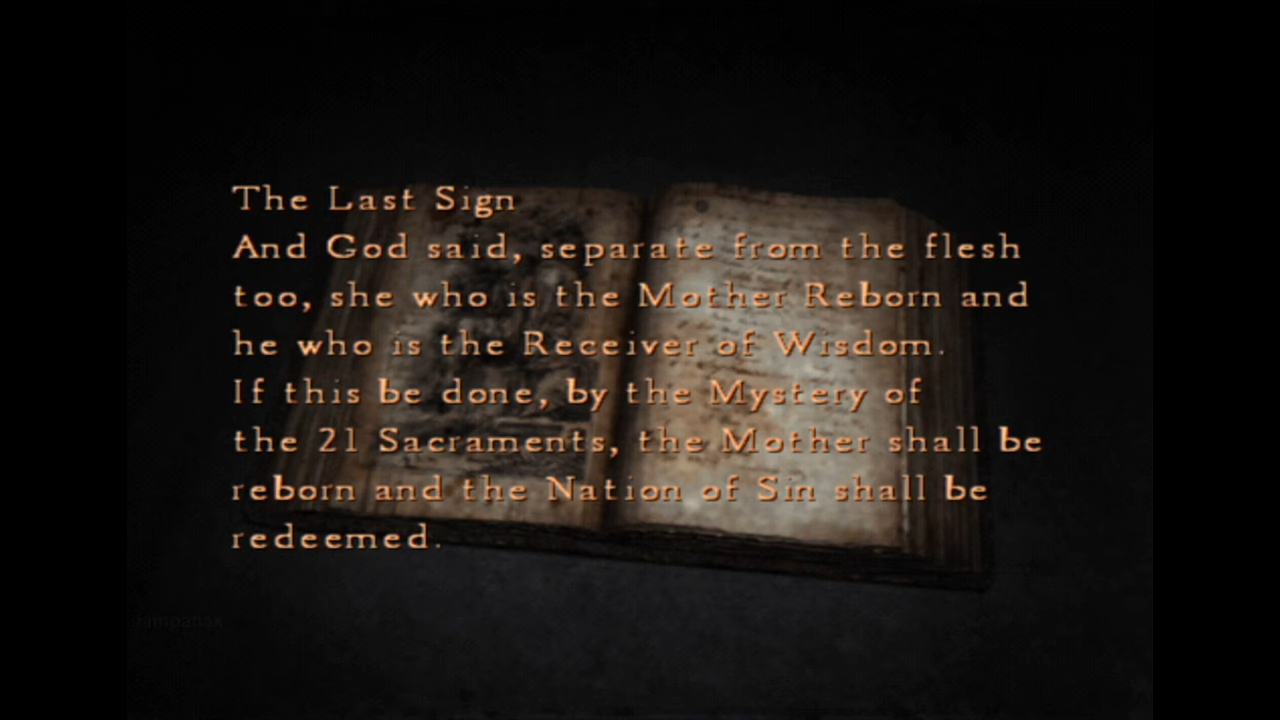 The Last Sign
And God said, separate from the flesh
too, she who is the Mother Reborn and
he who is the Receiver of Wisdom.
If this be done, by the Mystery of
the 21 Sacraments, the Mother shall be
reborn and the Nation of Sin shall be
redeemed.